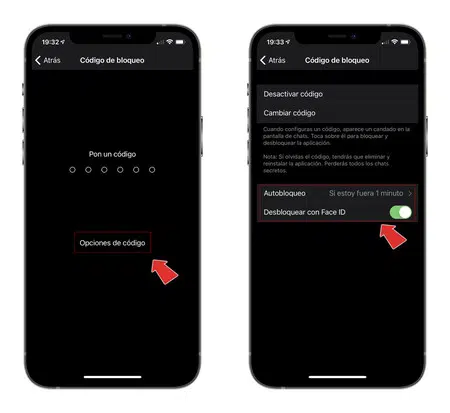 19:32
Atrás
Código de bloqueo
Pon un código
Opciones de código
19:33
Atrás
Código de bloqueo
Desactivar código
Cambiar código
Cuando configuras un código, aparece un candado en la
pantalla de chats. Toca sobre él para bloquear y
desbloquear la aplicación.
Nota: Si olvidas el código, tendrás que eliminar y
reinstalar la aplicación. Perderás todos los chats
secretos.
Autobloqueo Si estoy fuera 1 minuto
Desbloquear con Face ID